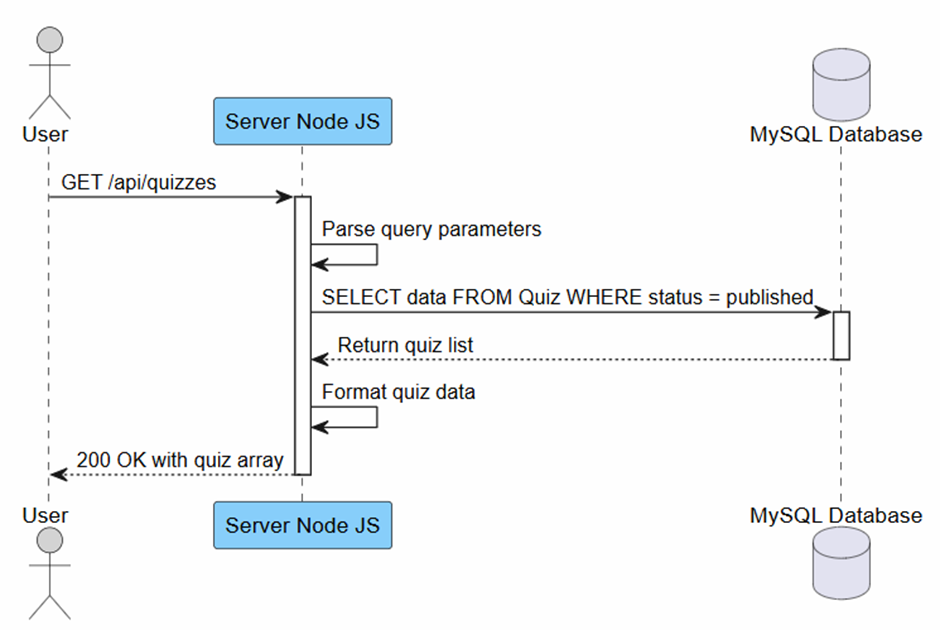 User
Server Node JS
MySQL Database
GET /api/quizzes
Parse query parameters
SELECT data FROM Quiz WHERE status = published
Return quiz list
Format quiz data
200 OK with quiz array
User
Server Node JS
MySQL Database